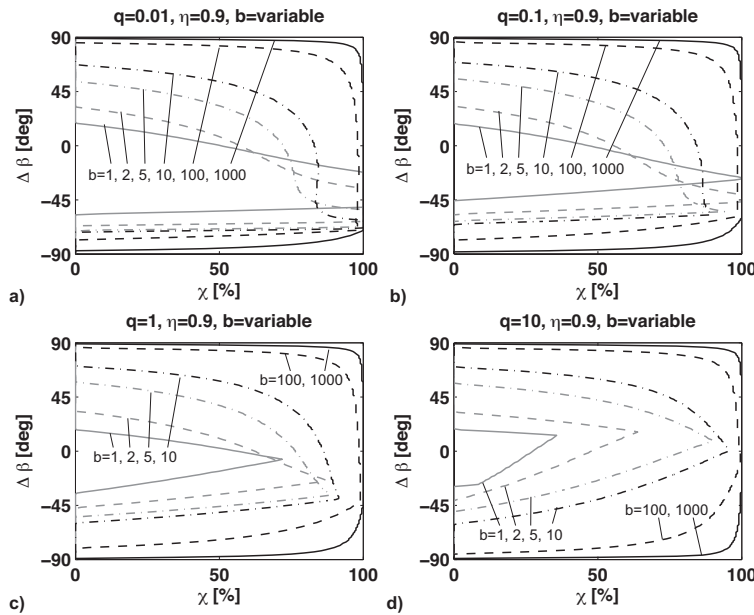 q=0.01, η=0.9, b=variable
90
45
0
−45
−90
Δ β [deg]
b=1, 2, 5, 10, 100, 1000
0
50
100
χ [%]
a)
q=0.1, η=0.9, b=variable
90
45
0
−45
−90
Δ β [deg]
b=1, 2, 5, 10, 100, 1000
0
50
100
χ [%]
b)
q=1, η=0.9, b=variable
90
45
0
−45
−90
Δ β [deg]
b=100, 1000
b=1, 2, 5, 10
0
50
100
χ [%]
c)
q=10, η=0.9, b=variable
90
45
0
−45
−90
Δ β [deg]
b=100, 1000
b=1, 2, 5, 10
0
50
100
χ [%]
d)